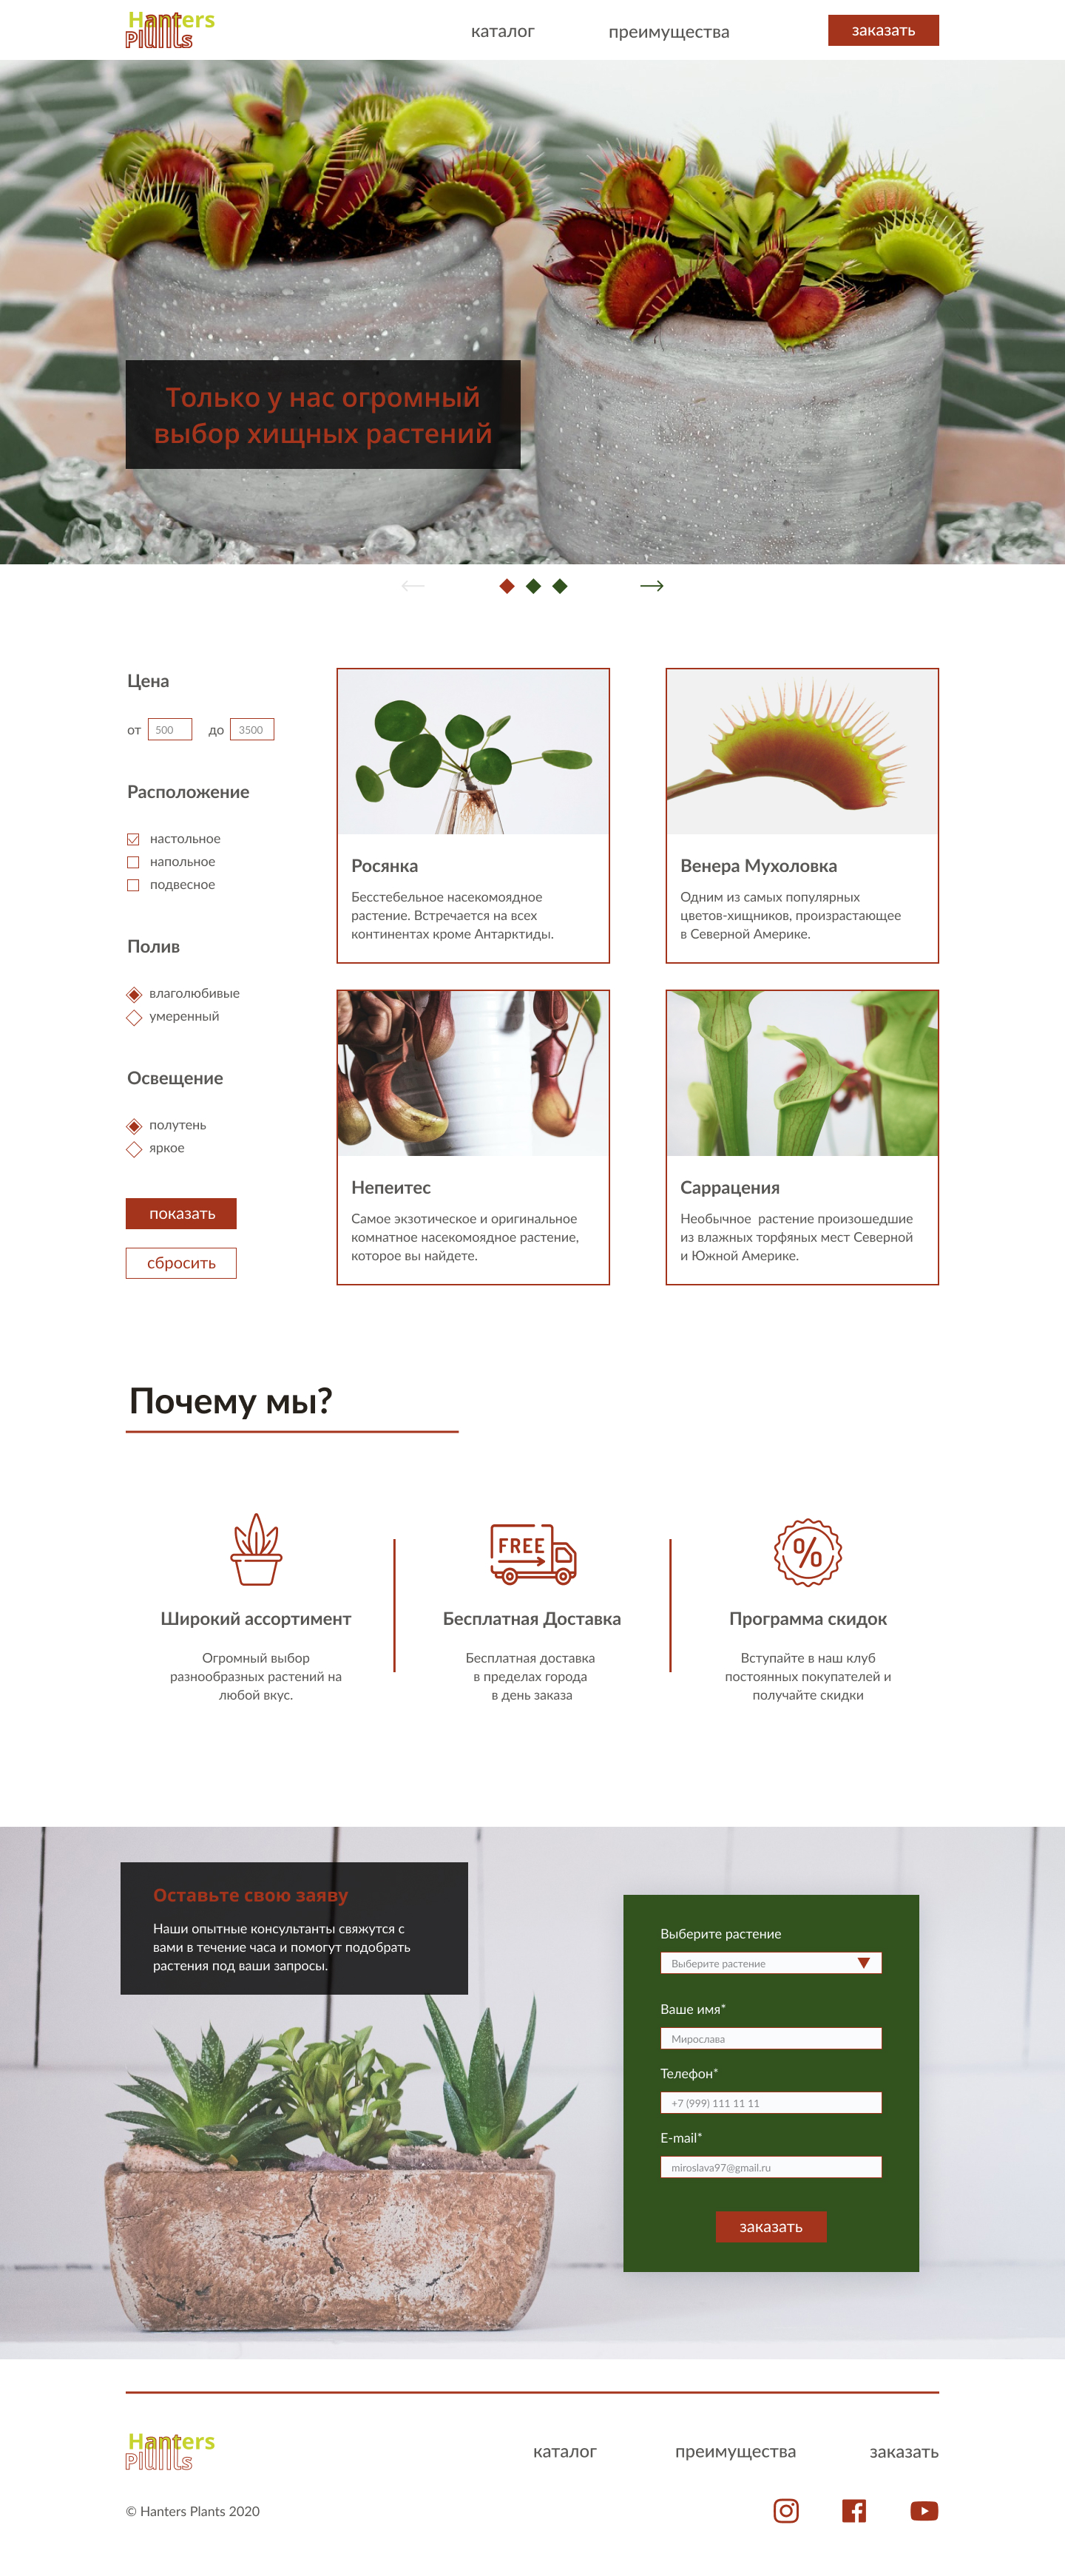 Hanters
Plants
каталог
преимущества
заказать
Только у нас огромный
выбор хищных растений
Цена
от 500 до 3500
Расположение
настольное
напольное
подвесное
Полив
влаголюбивые
умеренный
Освещение
полутень
яркое
показать
сбросить
Росянка
Бесстебельное насекомоядное
растение. Встречается на всех
континентах кроме Антарктиды.
Венера Мухоловка
Одним из самых популярных
цветов-хищников, произрастающее
в Северной Америке.
Непеитес
Самое экзотическое и оригинальное
комнатное насекомоядное растение,
которое вы найдете.
Саррацения
Необычное  растение произошедшие
из влажных торфяных мест Северной
и Южной Америке.
Почему мы?
Широкий ассортимент
Огромный выбор
разнообразных растений на
любой вкус.
FREE
Бесплатная Доставка
Бесплатная доставка
в пределах города
в день заказа
%
Программа скидок
Вступайте в наш клуб
постоянных покупателей и
получайте скидки
Оставьте свою заяву
Наши опытные консультанты свяжутся с
вами в течение часа и помогут подобрать
растения под ваши запросы.
Выберите растение
Выберите растение
Ваше имя*
Мирослава
Телефон*
+7 (999) 111 11 11
E-mail*
miroslava97@gmail.ru
заказать
Hanters
Plants
каталог
преимущества
заказать
© Hanters Plants 2020